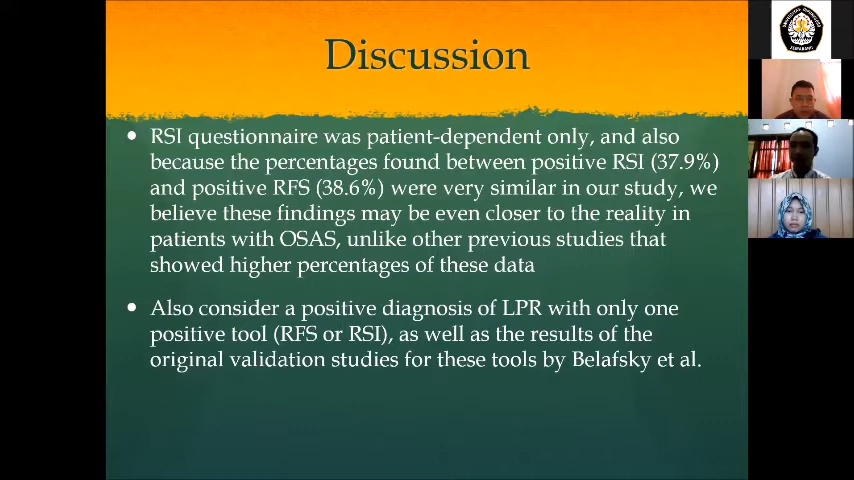 Discussion
RSI questionnaire was patient-dependent only, and also
because the percentages found between positive RSI (37.9%)
and positive RFS (38.6%) were very similar in our study, we
believe these findings may be even closer to the reality in
patients with OSAS, unlike other previous studies that
showed higher percentages of these data
Also consider a positive diagnosis of LPR with only one
positive tool (RFS or RSI), as well as the results of the
original validation studies for these tools by Belafsky et al.